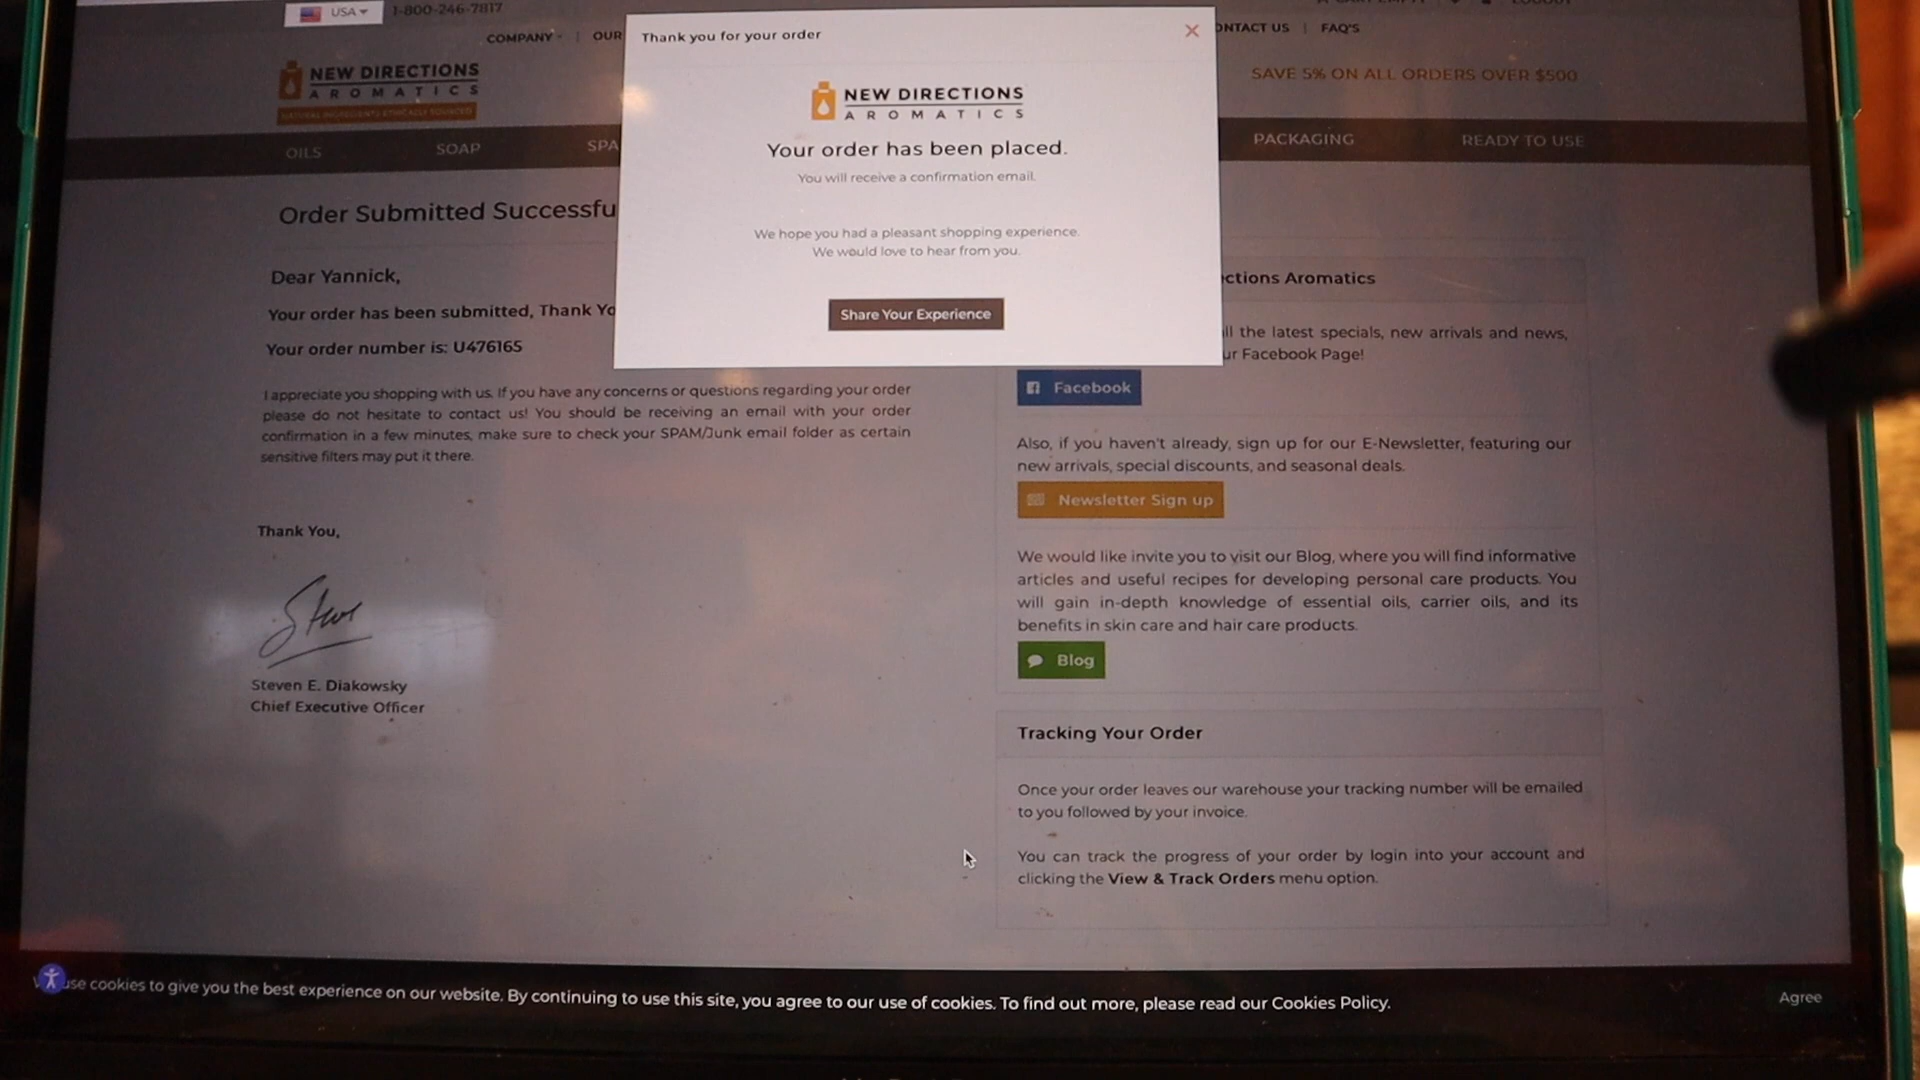 USA
1-800-246-7817
COMPANY
OUR
ONTACT US
FAQ'S
NEW DIRECTIONS
AROMATICS
SAVE 5% ON ALL ORDERS OVER $500
OILS
SOAP
SPA
PACKAGING
READY TO USE
Thank you for your order
NEW DIRECTIONS
AROMATICS
Your order has been placed.
You will receive a confirmation email.
We hope you had a pleasant shopping experience.
We would love to hear from you.
Share Your Experience
Order Submitted Successfu
Dear Yannick,
Your order has been submitted, Thank Yo
Your order number is: U476165
I appreciate you shopping with us. If you have any concerns or questions regarding your order
please do not hesitate to contact us! You should be receiving an email with your order
confirmation in a few minutes, make sure to check your SPAM/Junk email folder as certain
sensitive filters may put it there.
Thank You,
Steve
Steven E. Diakowsky
Chief Executive Officer
ctions Aromatics
ll the latest specials, new arrivals and news,
ur Facebook Page!
Facebook
Also, if you haven't already, sign up for our E-Newsletter, featuring our
new arrivals, special discounts, and seasonal deals.
Newsletter Sign up
We would like invite you to visit our Blog, where you will find informative
articles and useful recipes for developing personal care products. You
will gain in-depth knowledge of essential oils, carrier oils, and its
benefits in skin care and hair care products.
Blog
Tracking Your Order
Once your order leaves our warehouse your tracking number will be emailed
to you followed by your invoice.
You can track the progress of your order by login into your account and
clicking the View & Track Orders menu option.
use cookies to give you the best experience on our website. By continuing to use this site, you agree to our use of cookies. To find out more, please read our Cookies Policy.
Agree